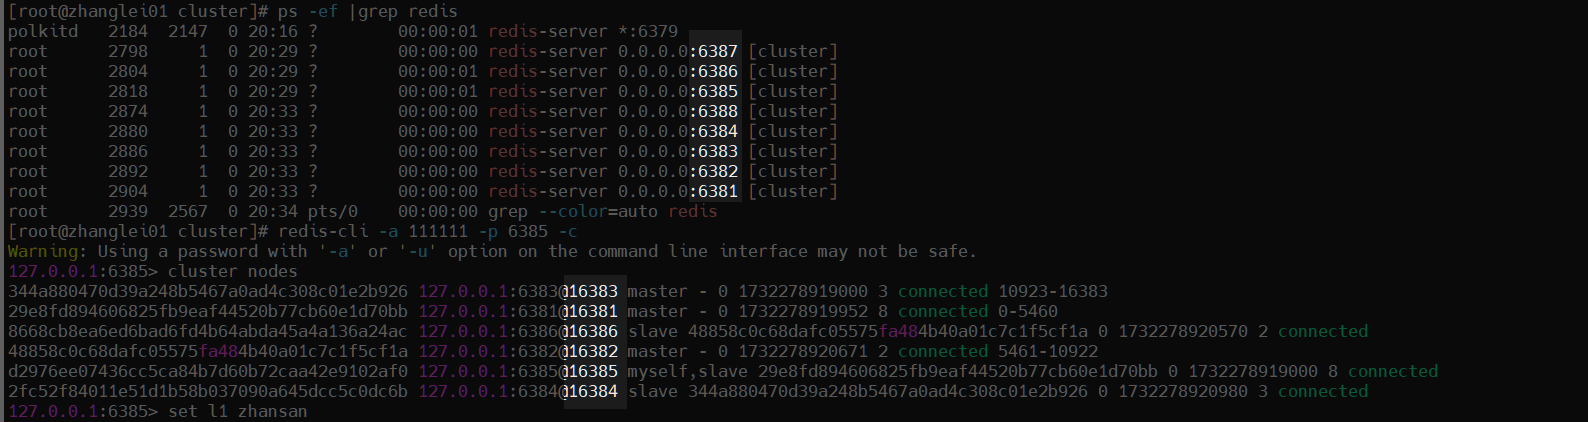 [root@zhanglei01 cluster]# ps -ef |grep redis
polkitd   2184  2147  0 20:16 ?        00:00:01 redis-server *:6379
root      2798     1  0 20:29 ?        00:00:00 redis-server 0.0.0.0:6387 [cluster]
root      2804     1  0 20:29 ?        00:00:01 redis-server 0.0.0.0:6386 [cluster]
root      2818     1  0 20:29 ?        00:00:01 redis-server 0.0.0.0:6385 [cluster]
root      2874     1  0 20:33 ?        00:00:00 redis-server 0.0.0.0:6388 [cluster]
root      2880     1  0 20:33 ?        00:00:00 redis-server 0.0.0.0:6384 [cluster]
root      2886     1  0 20:33 ?        00:00:00 redis-server 0.0.0.0:6383 [cluster]
root      2892     1  0 20:33 ?        00:00:00 redis-server 0.0.0.0:6382 [cluster]
root      2904     1  0 20:33 ?        00:00:00 redis-server 0.0.0.0:6381 [cluster]
root      2939  2567  0 20:34 pts/0    00:00:00 grep --color=auto redis
[root@zhanglei01 cluster]# redis-cli -a 111111 -p 6385 -c
Warning: Using a password with '-a' or '-u' option on the command line interface may not be safe.
127.0.0.1:6385> cluster nodes
344a880470d39a248b5467a0ad4c308c01e2b926 127.0.0.1:6383@16383 master - 0 1732278919000 3 connected 10923-16383
29e8fd894606825fb9eaf44520b77cb60e1d70bb 127.0.0.1:6381@16381 master - 0 1732278919952 8 connected 0-5460
8668cb8ea6ed6bad6fd4b64abda45a4a136a24ac 127.0.0.1:6386@16386 slave 48858c0c68dafc05575fa484b40a01c7c1f5cf1a 0 1732278920570 2 connected
48858c0c68dafc05575fa484b40a01c7c1f5cf1a 127.0.0.1:6382@16382 master - 0 1732278920671 2 connected 5461-10922
d2976ee07436cc5ca84b7d60b72caa42e9102af0 127.0.0.1:6385@16385 myself,slave 29e8fd894606825fb9eaf44520b77cb60e1d70bb 0 1732278919000 8 connected
2fc52f84011e51d1b58b037090a645dcc5c0dc6b 127.0.0.1:6384@16384 slave 344a880470d39a248b5467a0ad4c308c01e2b926 0 1732278920980 3 connected
127.0.0.1:6385> set l1 zhansan